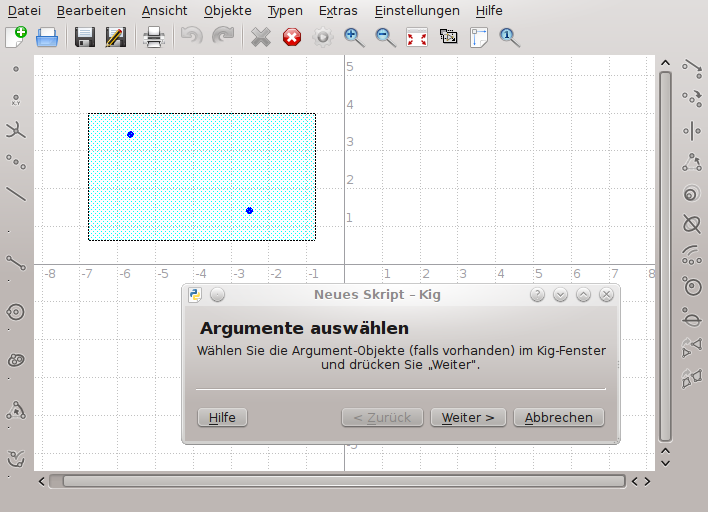 Datei Bearbeiten Ansicht Objekte Typen Extras Einstellungen Hilfe
X,Y
5
4
3
2
1
-8 -7 -6 -5 -4 -3 -2 -1 1 2 3 4 5 6 7 8
Neues Skript – Kig
Argumente auswählen
Wählen Sie die Argument-Objekte (falls vorhanden) im Kig-Fenster
und drücken Sie „Weiter“.
Hilfe < Zurück Weiter > Abbrechen